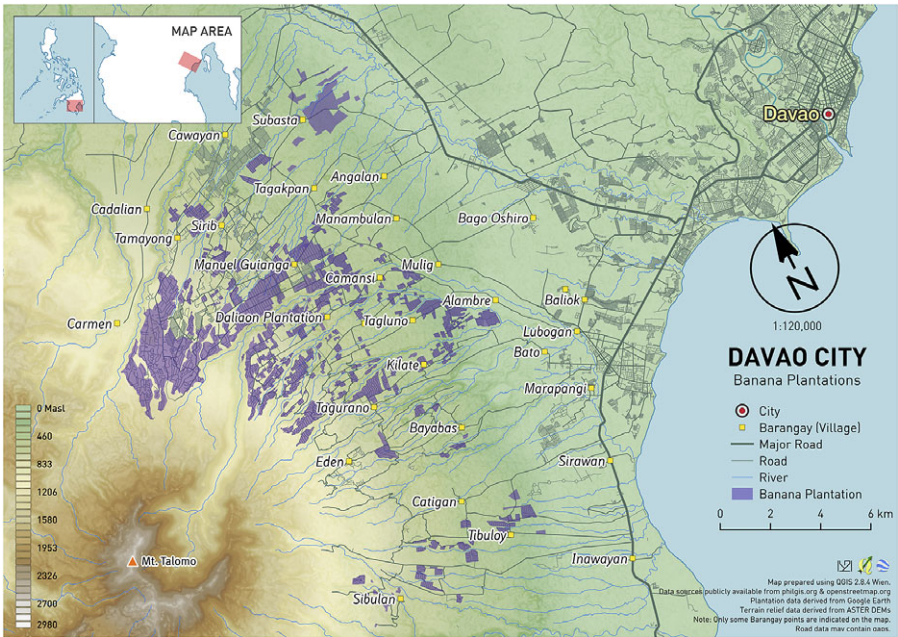 MAP AREA
Davao
Subasta
Cawayan
Angalan
Tagakpan
Cadalian
Sirib
Manambulan
Bago Oshiro
Tamayong
Manuel Guianga
Mulig
Camansi
Alambre
Baliok
Carmen
Daliaon Plantation
Tagluno
Lubogan
Bato
Kilate
Marapangi
Tagurano
Bayabas
Eden
Sirawan
Catigan
Tibuloy
Inawayan
Sibulan
Mt. Talomo
0 Masl
460
833
1206
1580
1953
2326
2700
2980
N
1:120,000
DAVAO CITY
Banana Plantations
City
Barangay (Village)
Major Road
Road
River
Banana Plantation
0 2 4 6 km
Map prepared using QGIS 2.8.4 Wien.
Data sources publicly available from philgis.org & openstreetmap.org
Plantation data derived from Google Earth
Terrain relief data derived from ASTER DEMs
Note: Only some Barangay points are indicated on the map.
Road data may contain gaps.